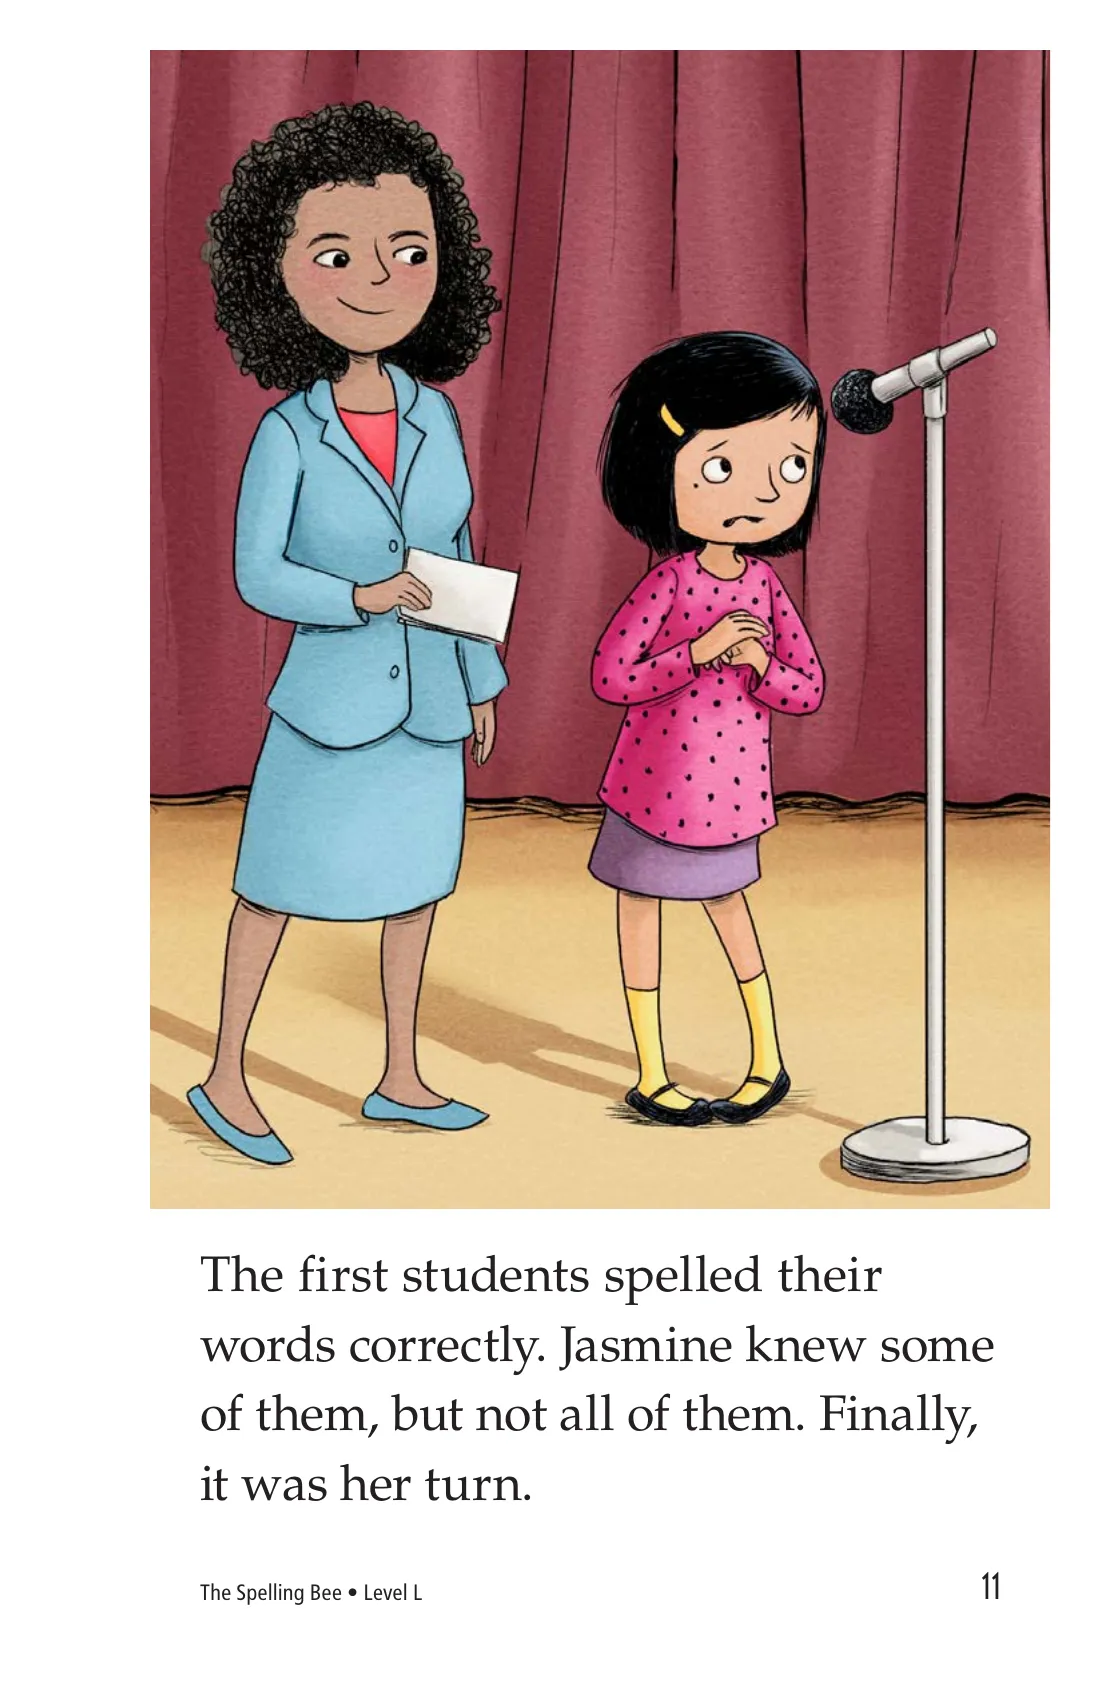 The first students spelled their
words correctly. Jasmine knew some
of them, but not all of them. Finally,
it was her turn.
The Spelling Bee • Level L
11